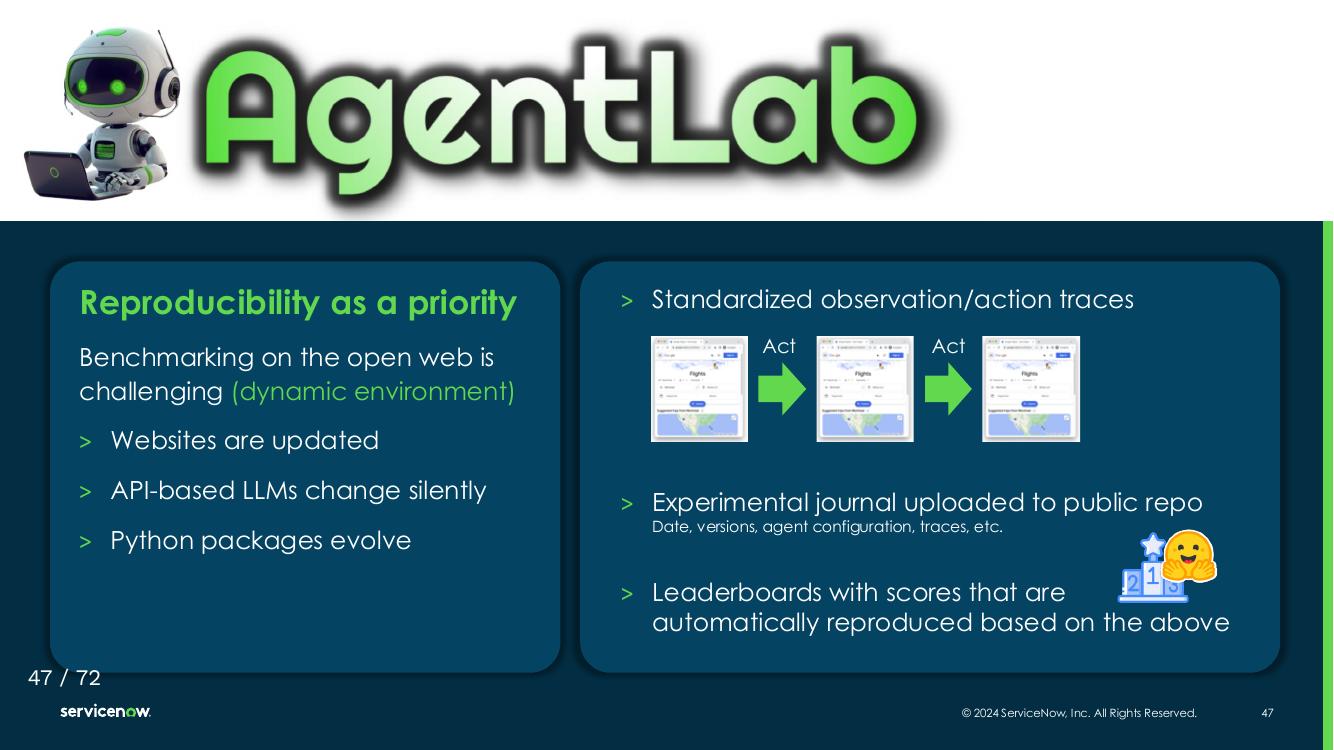 AgentLab
Reproducibility as a priority
Benchmarking on the open web is
challenging (dynamic environment)
> Websites are updated
> API-based LLMs change silently
> Python packages evolve
> Standardized observation/action traces
Act
Act
Flights
Flights
Flights
> Experimental journal uploaded to public repo
Date, versions, agent configuration, traces, etc.
2 1 3
> Leaderboards with scores that are
automatically reproduced based on the above
47 / 72
servicenow.
© 2024 ServiceNow, Inc. All Rights Reserved.
47